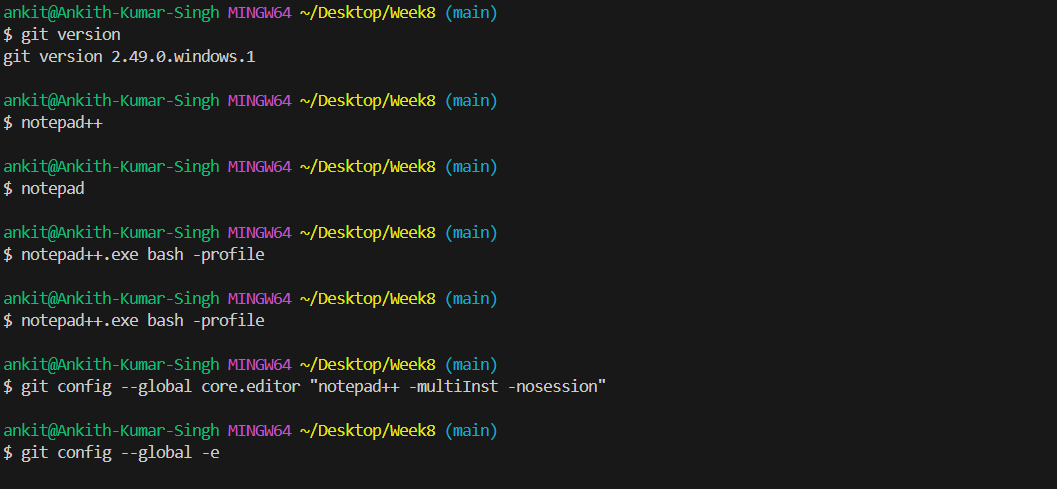 ankit@Ankith-Kumar-Singh MINGW64 ~/Desktop/Week8 (main)
$ git version
git version 2.49.0.windows.1
ankit@Ankith-Kumar-Singh MINGW64 ~/Desktop/Week8 (main)
$ notepad++
ankit@Ankith-Kumar-Singh MINGW64 ~/Desktop/Week8 (main)
$ notepad
ankit@Ankith-Kumar-Singh MINGW64 ~/Desktop/Week8 (main)
$ notepad++.exe bash -profile
ankit@Ankith-Kumar-Singh MINGW64 ~/Desktop/Week8 (main)
$ notepad++.exe bash -profile
ankit@Ankith-Kumar-Singh MINGW64 ~/Desktop/Week8 (main)
$ git config --global core.editor "notepad++ -multiInst -nosession"
ankit@Ankith-Kumar-Singh MINGW64 ~/Desktop/Week8 (main)
$ git config --global -e